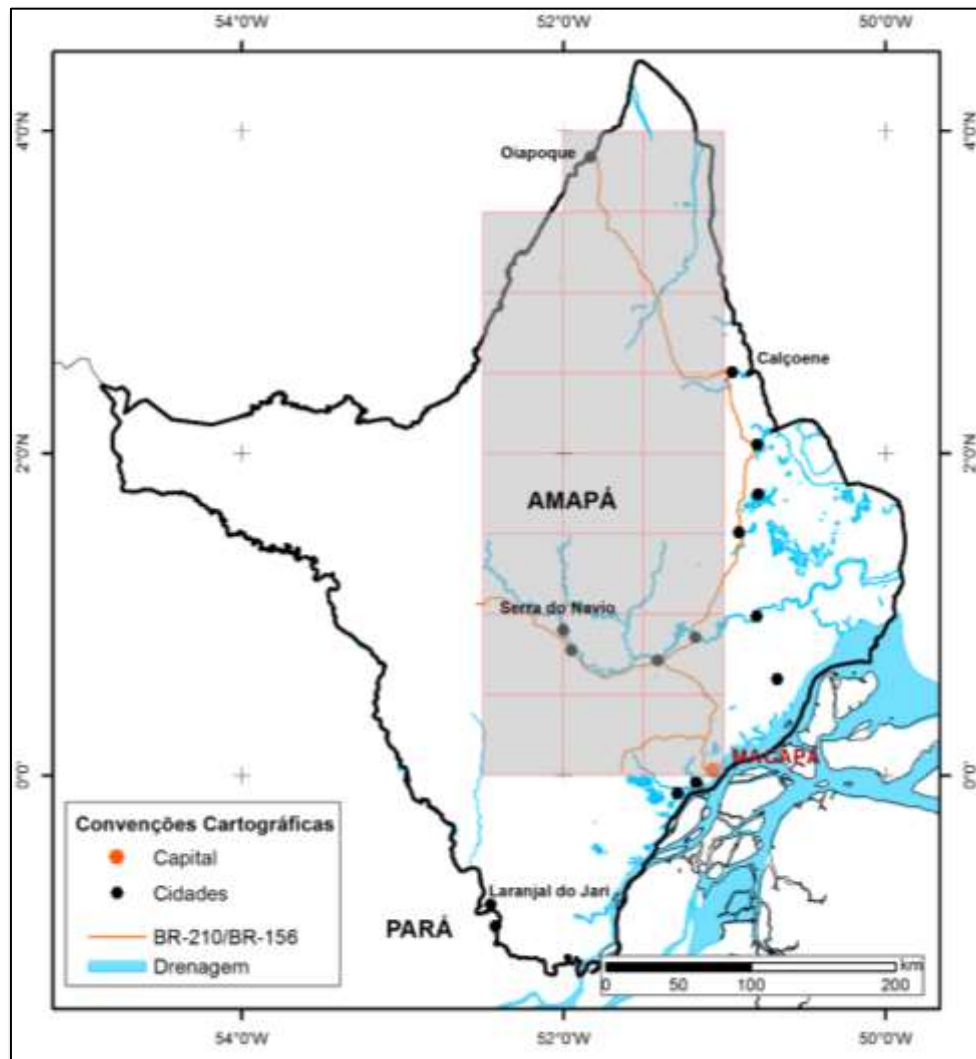 54°0'W 52°0'W 50°0'W
4°0'N 4°0'N
Oiapoque
Calçoene
2°0'N 2°0'N
AMAPÁ
Serra do Navio
MACAPÁ
0°0' 0°0'
Convenções Cartográficas
Capital
Cidades
BR-210/BR-156
Drenagem
Laranjal do Jari
PARÁ
km
0 50 100 200
54°0'W 52°0'W 50°0'W